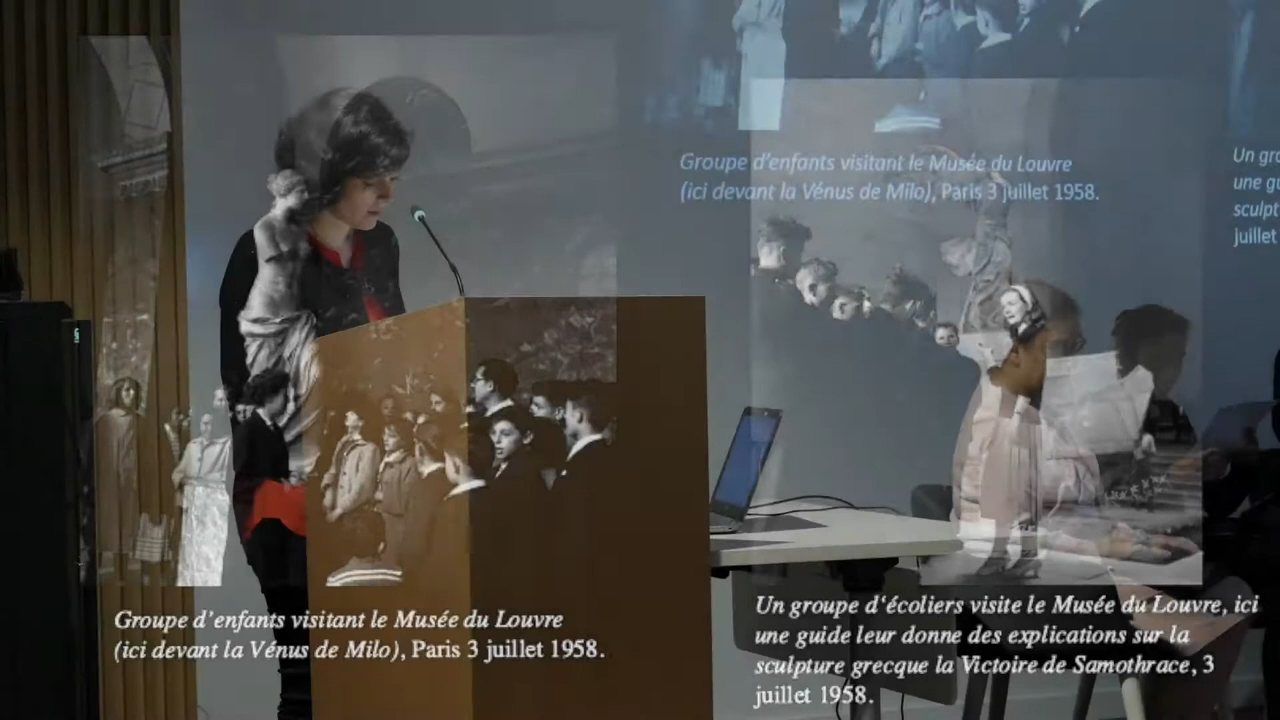 Groupe d'enfants visitant le Musée du Louvre
(ici devant la Vénus de Milo), Paris 3 juillet 1958.
Un gro
une gu
sculpt
juillet
Groupe d'enfants visitant le Musée du Louvre
(ici devant la Vénus de Milo), Paris 3 juillet 1958.
Un groupe d'écoliers visite le Musée du Louvre, ici
une guide leur donne des explications sur la
sculpture grecque la Victoire de Samothrace, 3
juillet 1958.